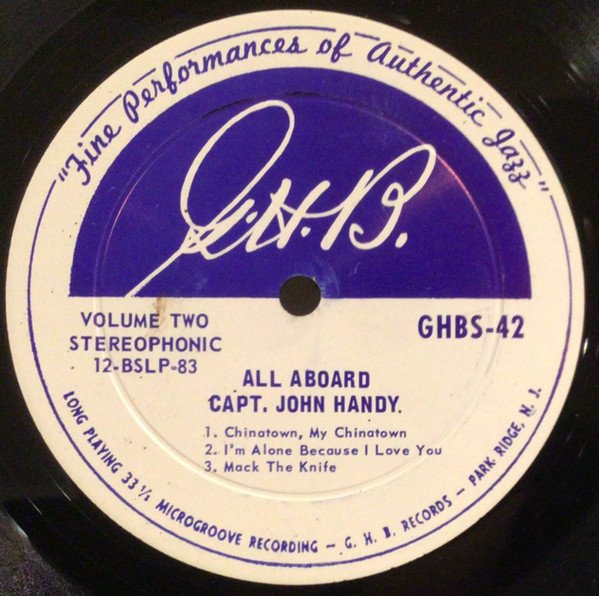 "Fine Performances of Authentic Jazz"
G.H.B.
VOLUME TWO
STEREOPHONIC
12-BSLP-83
GHBS-42
ALL ABOARD
CAPT. JOHN HANDY
1. Chinatown, My Chinatown
2. I'm Alone Because I Love You
3. Mack The Knife
LONG PLAYING 33 1/3 MICROGROOVE RECORDING – G. H. B. RECORDS – PARK RIDGE, N. J.